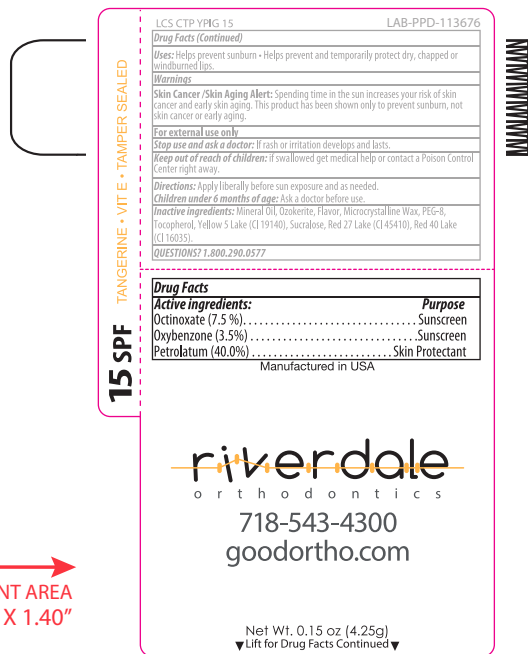 LCS CTP YPIG 15 LAB-PPD-113676
Drug Facts (Continued)
Uses: Helps prevent sunburn • Helps prevent and temporarily protect dry, chapped or
windburned lips.
Warnings
Skin Cancer /Skin Aging Alert: Spending time in the sun increases your risk of skin
cancer and early skin aging. This product has been shown only to prevent sunburn, not
skin cancer or early aging.
For external use only
Stop use and ask a doctor: If rash or irritation develops and lasts.
Keep out of reach of children: if swallowed get medical help or contact a Poison Control
Center right away.
Directions: Apply liberally before sun exposure and as needed.
Children under 6 months of age: Ask a doctor before use.
Inactive ingredients: Mineral Oil, Ozokerite, Flavor, Microcrystalline Wax, PEG-8,
Tocopherol, Yellow 5 Lake (Cl 19140), Sucralose, Red 27 Lake (Cl 45410), Red 40 Lake
(Cl 16035).
QUESTIONS? 1.800.290.0577
15 SPF TANGERINE • VIT E • TAMPER SEALED
Drug Facts
Active ingredients: Purpose
Octinoxate (7.5 %)................................Sunscreen
Oxybenzone (3.5%)...............................Sunscreen
Petrolatum (40.0%)..........................Skin Protectant
Manufactured in USA
riverdale
orthodontics
718-543-4300
goodortho.com
NT AREA
X 1.40"
Net Wt. 0.15 oz (4.25g)
▼Lift for Drug Facts Continued▼